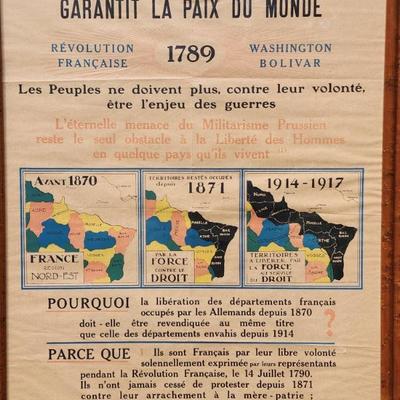 GARANTIT LA PAIX DU MONDE
RÉVOLUTION
FRANÇAISE
1789
WASHINGTON
BOLIVAR
Les Peuples ne doivent plus, contre leur volonté,
être l'enjeu des guerres
L'éternelle menace du Militarisme Prussien
reste le seul obstacle à la Liberté des Hommes
en quelque pays qu'ils vivent
AVANT 1870
FRANCE
RÉGION
NORD-EST
TERRITOIRES RESTÉS OCCUPÉS
depuis
1871
PAR LA
FORCE
CONTRE LE
DROIT
1914-1917
TERRITOIRES
A LIBÉRER PAR
LA FORCE
AU SERVICE
DU DROIT
POURQUOI la libération des départements français
occupés par les Allemands depuis 1870
doit-elle être revendiquée au même titre
que celle des départements envahis depuis 1914
?
PARCE QUE Ils sont Français par leur libre volonté
solennellement exprimée par leurs représentants
pendant la Révolution Française, le 14 Juillet 1790.
Ils n'ont jamais cessé de protester depuis 1871
contre leur arrachement à la mère-patrie ;